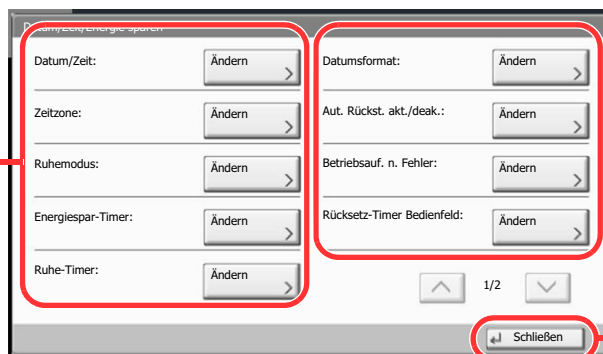 Datum/Zeit/Energie sparen
Datum/Zeit: Ändern
Zeitzone: Ändern
Ruhemodus: Ändern
Energiespar-Timer: Ändern
Ruhe-Timer: Ändern
Datumsformat: Ändern
Aut. Rückst. akt./deak.: Ändern
Betriebsauf. n. Fehler: Ändern
Rücksetz-Timer Bedienfeld: Ändern
1/2
Schließen